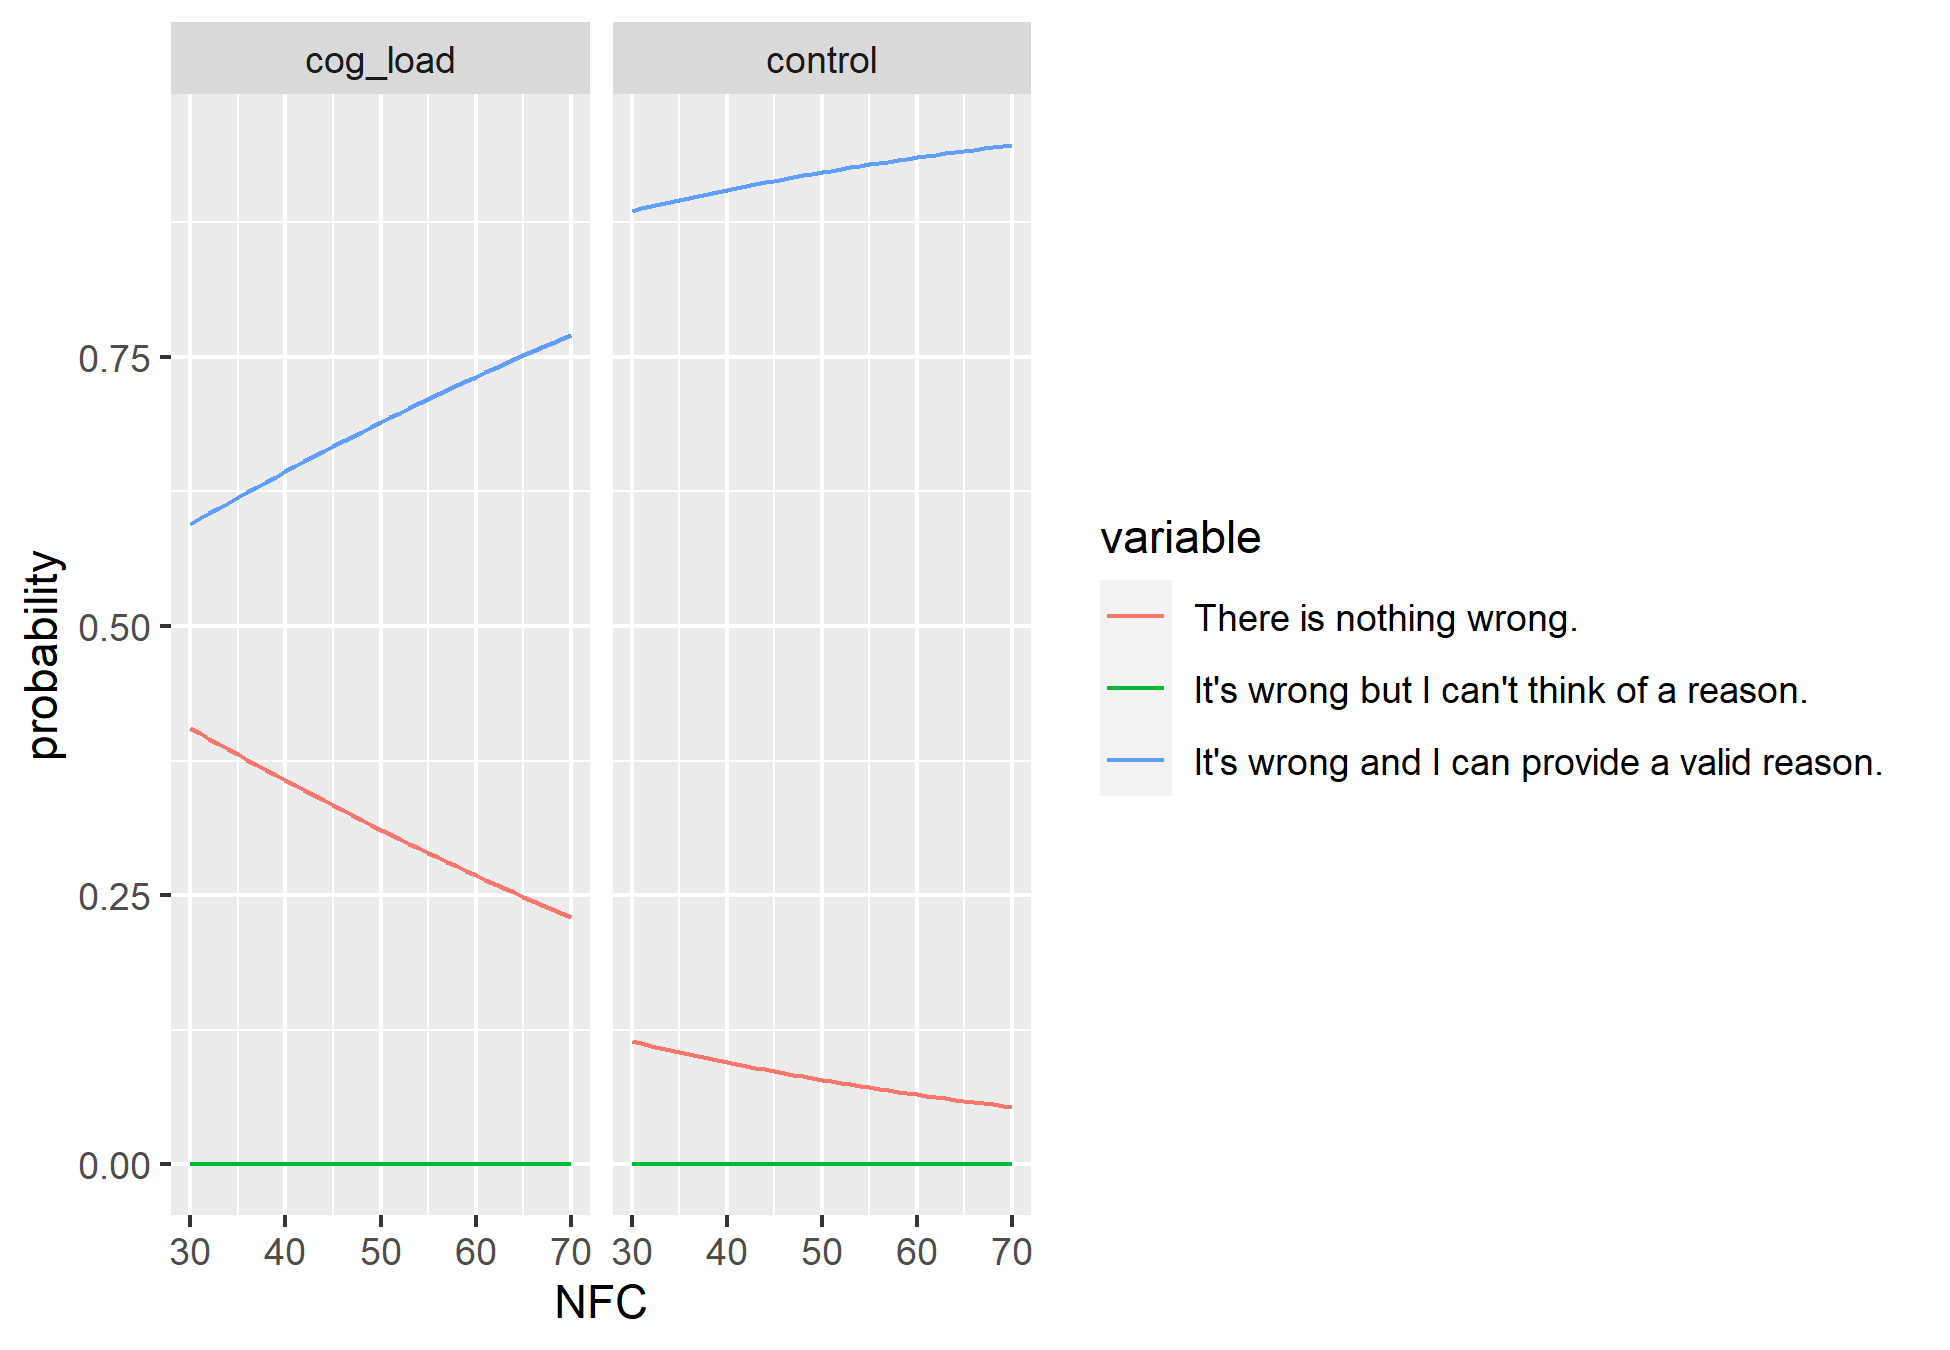 cog_load
control
probability
0.75
0.50
0.25
0.00
30 40 50 60 70
30 40 50 60 70
NFC
variable
There is nothing wrong.
It's wrong but I can't think of a reason.
It's wrong and I can provide a valid reason.